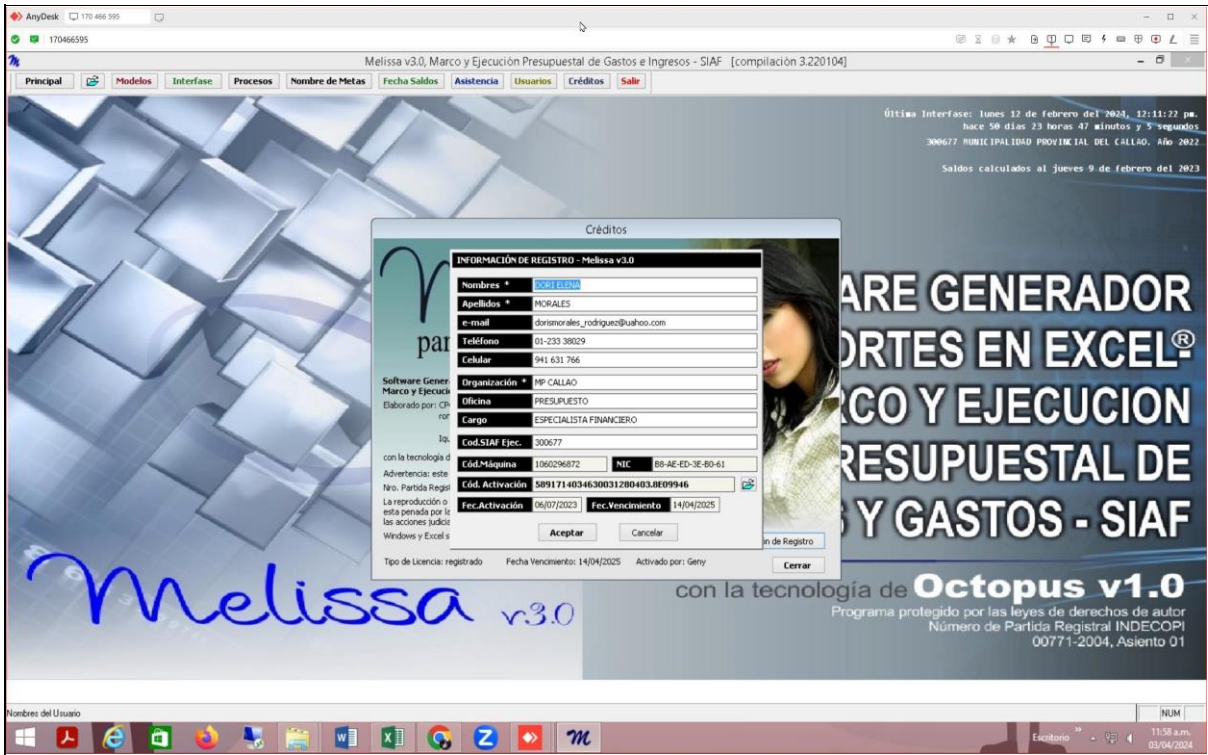 AnyDesk 170 466 595
170466595
Melissa v3.0, Marco y Ejecución Presupuestal de Gastos e Ingresos - SIAF [compilación 3.220104]
Principal Modelos Interfase Procesos Nombre de Metas Fecha Saldos Asistencia Usuarios Créditos Salir
Última Interfase: lunes 12 de febrero del 2024, 12:11:22 pm.
hace 50 días 23 horas 47 minutos y 5 segundos
300677 MUNICIPALIDAD PROVINCIAL DEL CALLAO. Año 2022
Saldos calculados al jueves 9 de febrero del 2023
Créditos
INFORMACIÓN DE REGISTRO - Melissa v3.0
Nombres * DORI ELENA
Apellidos * MORALES
e-mail dorismorales_rodriguez@uahoo.com
Teléfono 01-233 38029
Celular 941 631 766
Organización * MP CALLAO
Oficina PRESUPUESTO
Cargo ESPECIALISTA FINANCIERO
Cod.SIAF Ejec. 300677
Cód.Máquina 1060296872 NIC B8-AE-ED-3E-B0-61
Cód. Activación 5891714034630031280403.8E09946
Fec.Activación 06/07/2023 Fec.Vencimiento 14/04/2025
Aceptar Cancelar
par
Software Gener
Marco y Ejecuci
Elaborado por: CP
ror
Iq
con la tecnología d
Advertencia: este
Nro. Partida Regis
La reproducción o
esta penada por la
las acciones judicia
Windows y Excel s
ón de Registro
Tipo de Licencia: registrado Fecha Vencimiento: 14/04/2025 Activado por: Geny
Cerrar
ARE GENERADOR
ORTES EN EXCEL®
CO Y EJECUCION
RESUPUESTAL DE
Y GASTOS - SIAF
Melissa v3.0
con la tecnología de Octopus v1.0
Programa protegido por las leyes de derechos de autor
Número de Partida Registral INDECOPI
00771-2004, Asiento 01
Nombres del Usuario
NUM
Escritorio
11:58 a.m.
03/04/2024